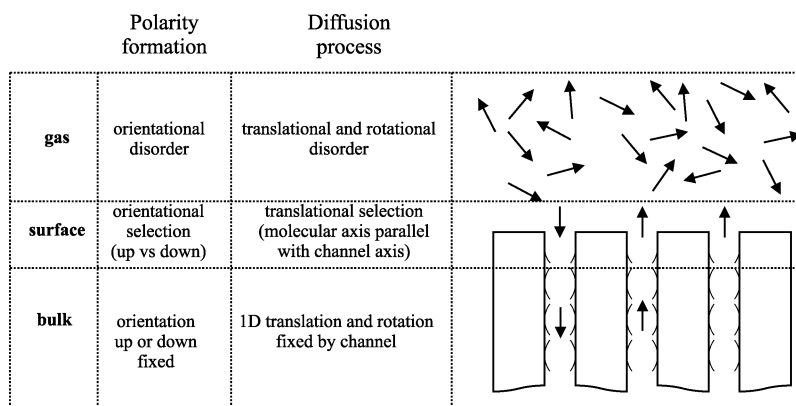 Polarity
formation
Diffusion
process
gas
orientational
disorder
translational and rotational
disorder
surface
orientational
selection
(up vs down)
translational selection
(molecular axis parallel
with channel axis)
bulk
orientation
up or down
fixed
1D translation and rotation
fixed by channel